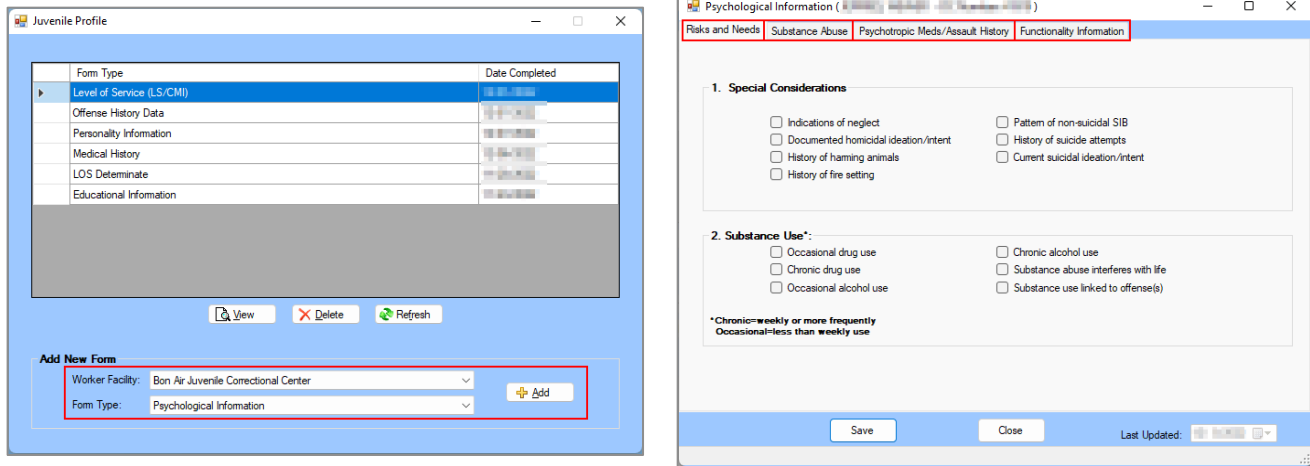 Juvenile Profile
Form Type Date Completed
Level of Service (LS/CMI)
Offense History Data
Personality Information
Medical History
LOS Determinate
Educational Information
View Delete Refresh
Add New Form
Worker Facility: Bon Air Juvenile Correctional Center
Form Type: Psychological Information
Add
Psychological Information (
)
Risks and Needs Substance Abuse Psychotropic Meds/Assault History Functionality Information
1. Special Considerations
Indications of neglect Pattern of non-suicidal SIB
Documented homicidal ideation/intent History of suicide attempts
History of harming animals Current suicidal ideation/intent
History of fire setting
2. Substance Use*:
Occasional drug use Chronic alcohol use
Chronic drug use Substance abuse interferes with life
Occasional alcohol use Substance use linked to offense(s)
*Chronic=weekly or more frequently
Occasional=less than weekly use
Save Close Last Updated: